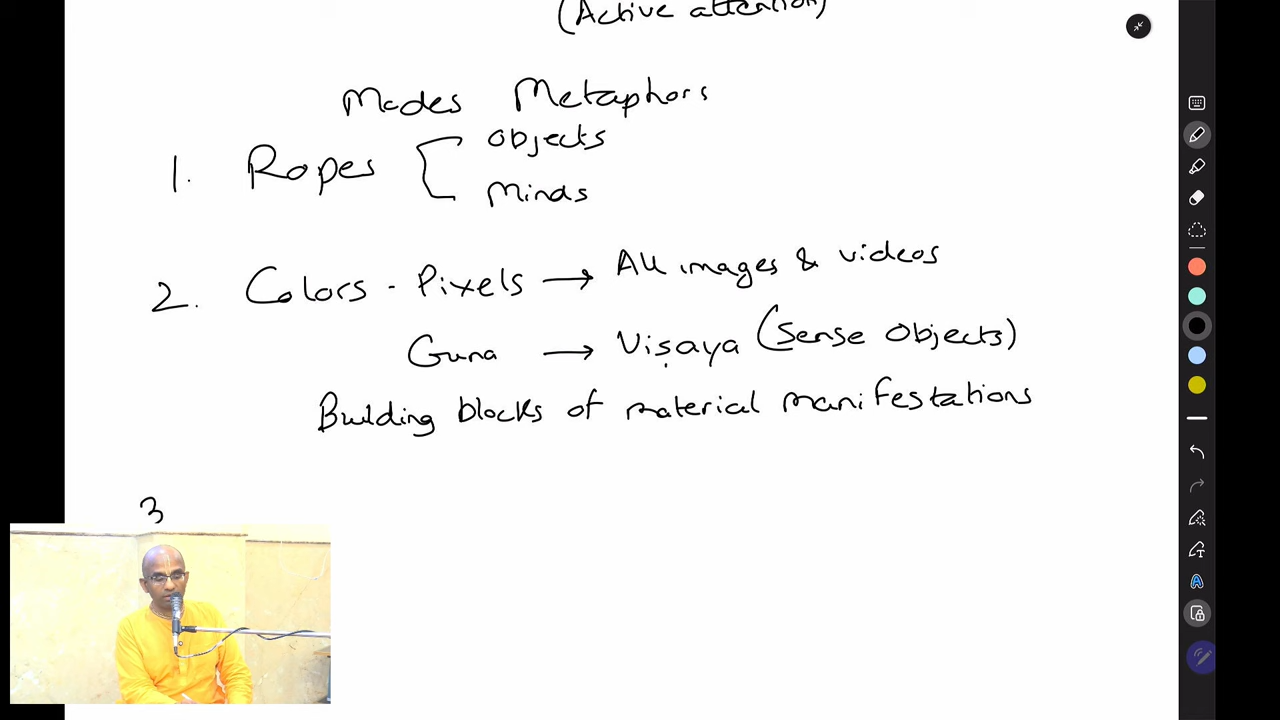 (Active attention)
Modes Metaphors
1. Ropes [ Objects
Minds
2. Colors - Pixels → All images & videos
Guna → Viṣaya (Sense Objects)
Building blocks of material manifestations
3